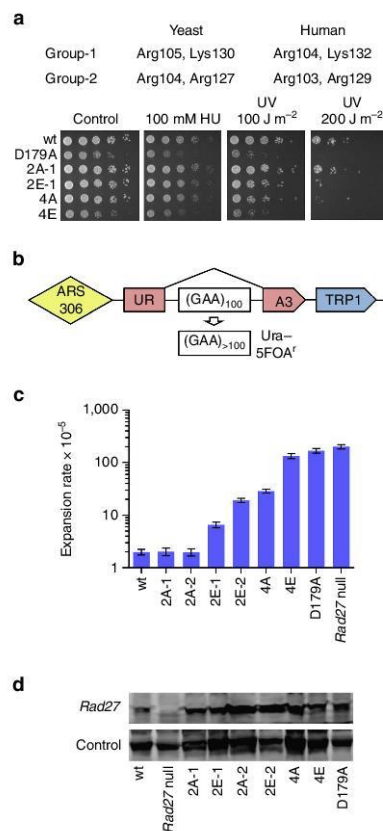 a
Yeast Human
Group-1 Arg105, Lys130 Arg104, Lys132
Group-2 Arg104, Arg127 Arg103, Arg129
Control 100 mM HU UV 100 J m⁻² UV 200 J m⁻²
wt
D179A
2A-1
2E-1
4A
4E
b
ARS 306 UR (GAA)₁₀₀ A3 TRP1
(GAA)>₁₀₀ Ura– 5FOAʳ
c
Expansion rate × 10⁻⁵
1,000
100
10
1
wt 2A-1 2A-2 2E-1 2E-2 4A 4E D179A Rad27 null
d
Rad27
Control
wt Rad27 null 2A-1 2E-1 2A-2 2E-2 4A 4E D179A